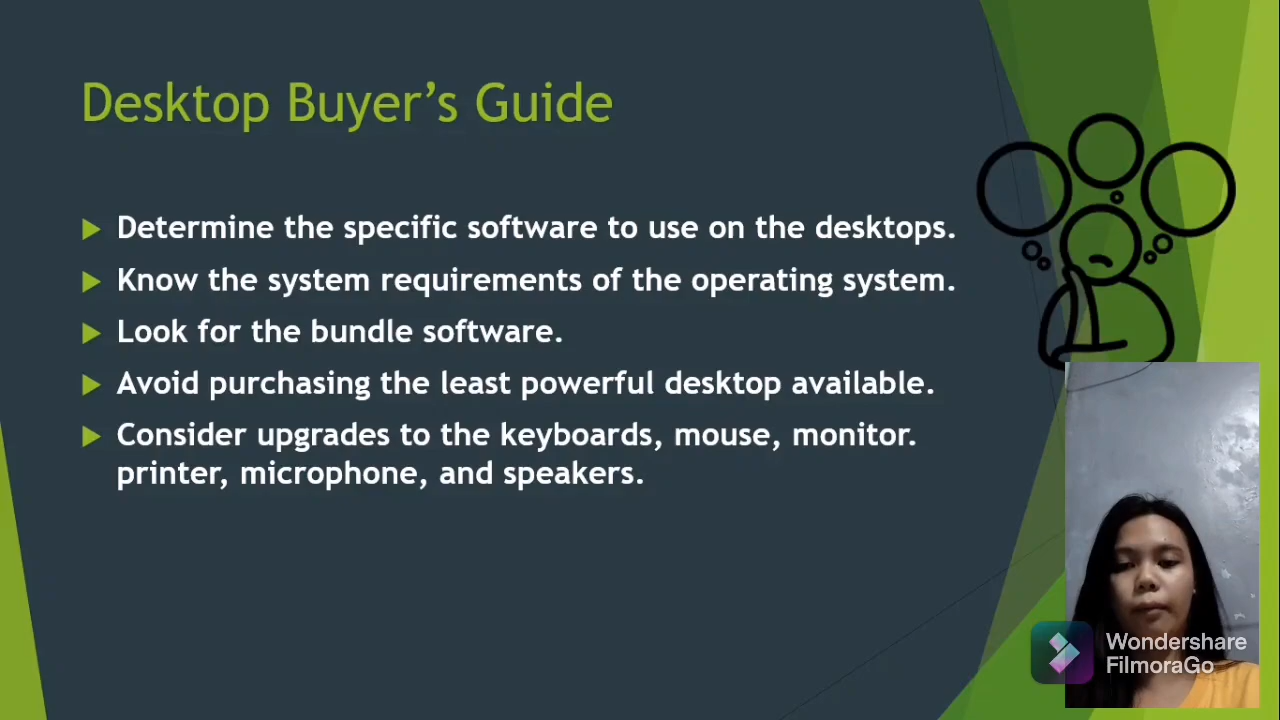 Desktop Buyer’s Guide
Determine the specific software to use on the desktops.
Know the system requirements of the operating system.
Look for the bundle software.
Avoid purchasing the least powerful desktop available.
Consider upgrades to the keyboards, mouse, monitor.
printer, microphone, and speakers.
Wondershare
FilmoraGo